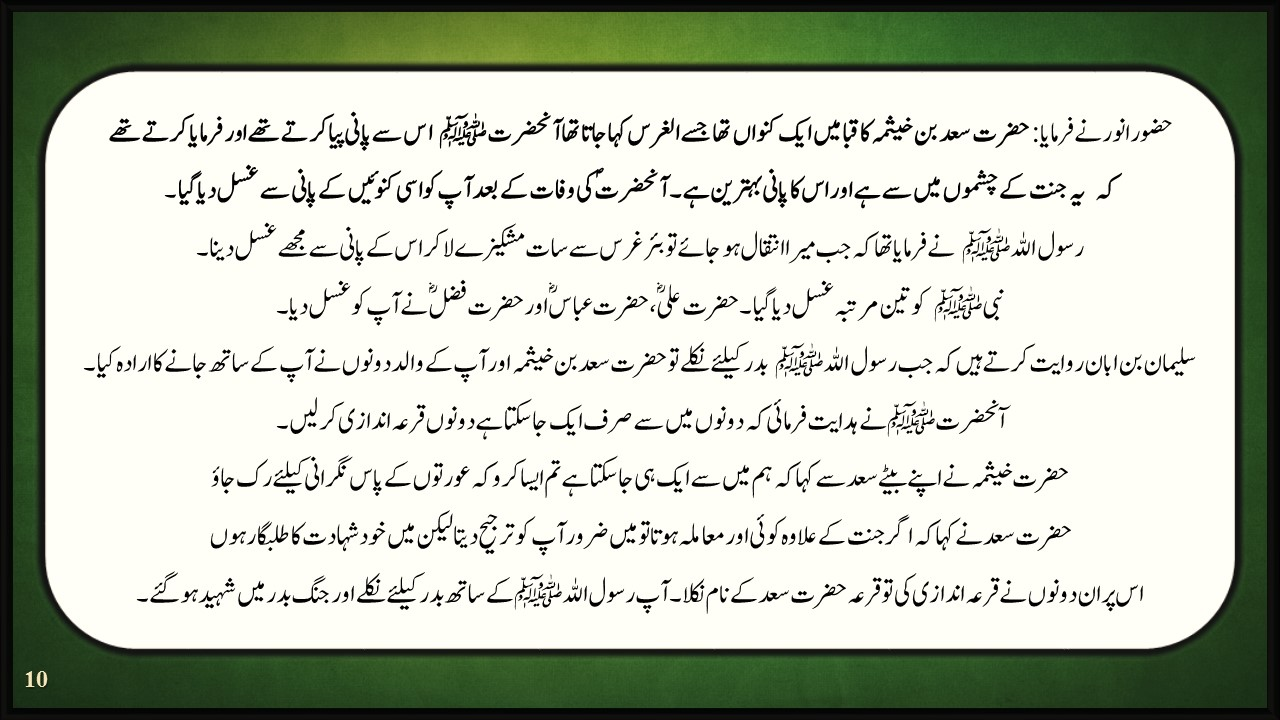 حضور انور نے فرمایا: حضرت سعد بن خیثمہ کا قبا میں ایک کنواں تھا جسے الغرس کہا جاتا تھا آنحضرت ﷺ اس سے پانی پیا کرتے تھے اور فرمایا کرتے تھے
کہ یہ جنت کے چشموں میں سے ہے اور اس کا پانی بہترین ہے۔ آنحضرتؐ کی وفات کے بعد آپ کو اسی کنوئیں کے پانی سے غسل دیا گیا۔
رسول اللہ ﷺ نے فرمایا تھا کہ جب میرا انتقال ہو جائے تو بئر غرس سے سات مشکیزے لا کر اس کے پانی سے مجھے غسل دینا۔
نبی ﷺ کو تین مرتبہ غسل دیا گیا۔ حضرت علیؓ، حضرت عباسؓ اور حضرت فضلؓ نے آپ کو غسل دیا۔
سلیمان بن ابان روایت کرتے ہیں کہ جب رسول اللہ ﷺ بدر کیلئے نکلے تو حضرت سعد بن خیثمہ اور آپ کے والد دونوں نے آپ کے ساتھ جانے کا ارادہ کیا۔
آنحضرت ﷺ نے ہدایت فرمائی کہ دونوں میں سے صرف ایک جا سکتا ہے دونوں قرعہ اندازی کر لیں۔
حضرت خیثمہ نے اپنے بیٹے سعد سے کہا کہ ہم میں سے ایک ہی جا سکتا ہے تم ایسا کرو کہ عورتوں کے پاس نگرانی کیلئے رک جاؤ
حضرت سعد نے کہا کہ اگر جنت کے علاوہ کوئی اور معاملہ ہوتا تو میں ضرور آپ کو ترجیح دیتا لیکن میں خود شہادت کا طلبگار ہوں
اس پر ان دونوں نے قرعہ اندازی کی تو قرعہ حضرت سعد کے نام نکلا۔ آپ رسول اللہ ﷺ کے ساتھ بدر کیلئے نکلے اور جنگ بدر میں شہید ہو گئے۔
10